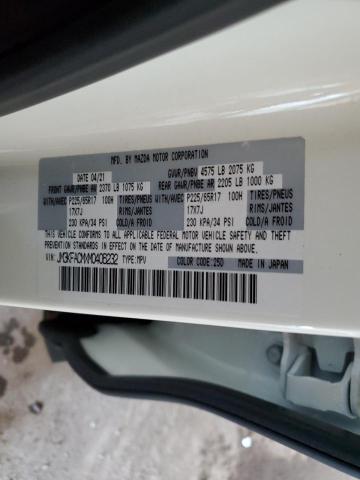 MFD. BY MAZDA MOTOR CORPORATION
DATE 04/21 GVWR/PNBV 4575 LB 2075 KG
FRONT GAWR/PNBE AR 2370 LB 1075 KG GAWR/PNBE AR 2205 LB 1000 KG
WITH/AVEC P225/65R17 100H TIRES/PNEUS WITH/AVEC P225/65R17 100H TIRES/PNEUS
17X7J RIMS/JANTES 17X7J RIMS/JANTES
230 KPA/34 PSI COLD/A FROID 230 KPA/34 PSI COLD/A FROID
THIS VEHICLE CONFORMS TO ALL APPLICABLE FEDERAL MOTOR VEHICLE SAFETY, BUMPER, AND THEFT
PREVENTION STANDARDS IN EFFECT ON THE DATE OF MANUFACTURE SHOWN ABOVE.
VIN: TYPE: MPV COLOR CODE: 25D MADE IN JAPAN